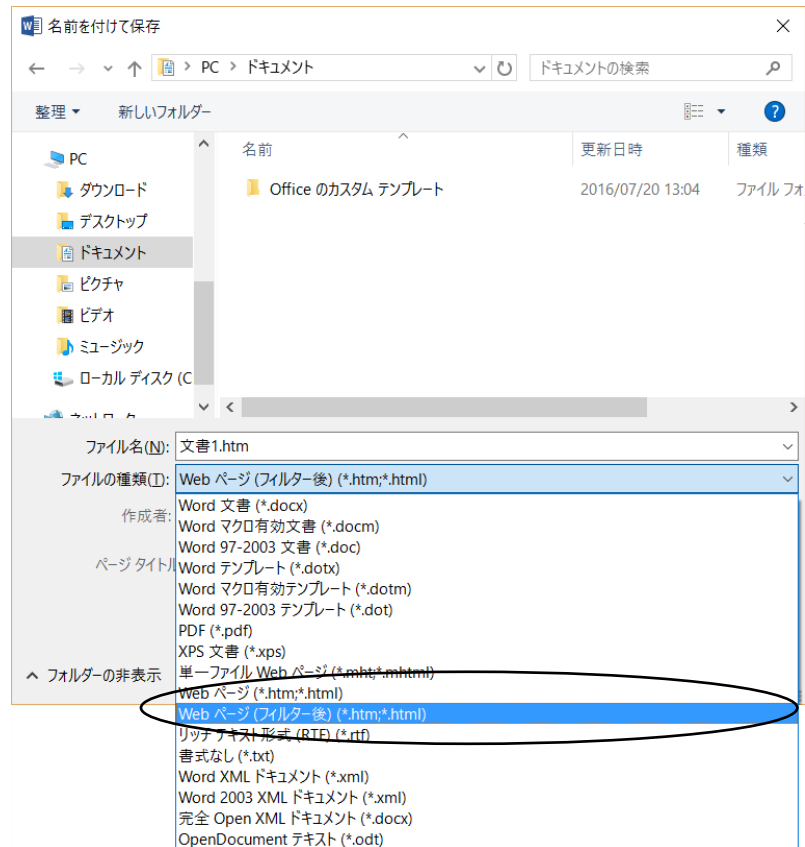 名前を付けて保存
PC > ドキュメント
ドキュメントの検索
整理
新しいフォルダー
名前
更新日時
種類
PC
ダウンロード
デスクトップ
ドキュメント
ピクチャ
ビデオ
ミュージック
ローカル ディスク (C
Office のカスタム テンプレート
2016/07/20 13:04
ファイル フォ
ファイル名(N): 文書1.htm
ファイルの種類(T): Web ページ (フィルター後) (*.htm;*.html)
作成者:
ページ タイトル
フォルダーの非表示
Word 文書 (*.docx)
Word マクロ有効文書 (*.docm)
Word 97-2003 文書 (*.doc)
Word テンプレート (*.dotx)
Word マクロ有効テンプレート (*.dotm)
Word 97-2003 テンプレート (*.dot)
PDF (*.pdf)
XPS 文書 (*.xps)
単一ファイル Web ページ (*.mht;*.mhtml)
Web ページ (*.htm;*.html)
Web ページ (フィルター後) (*.htm;*.html)
リッチ テキスト形式 (RTF) (*.rtf)
書式なし (*.txt)
Word XML ドキュメント (*.xml)
Word 2003 XML ドキュメント (*.xml)
完全 Open XML ドキュメント (*.docx)
OpenDocument テキスト (*.odt)